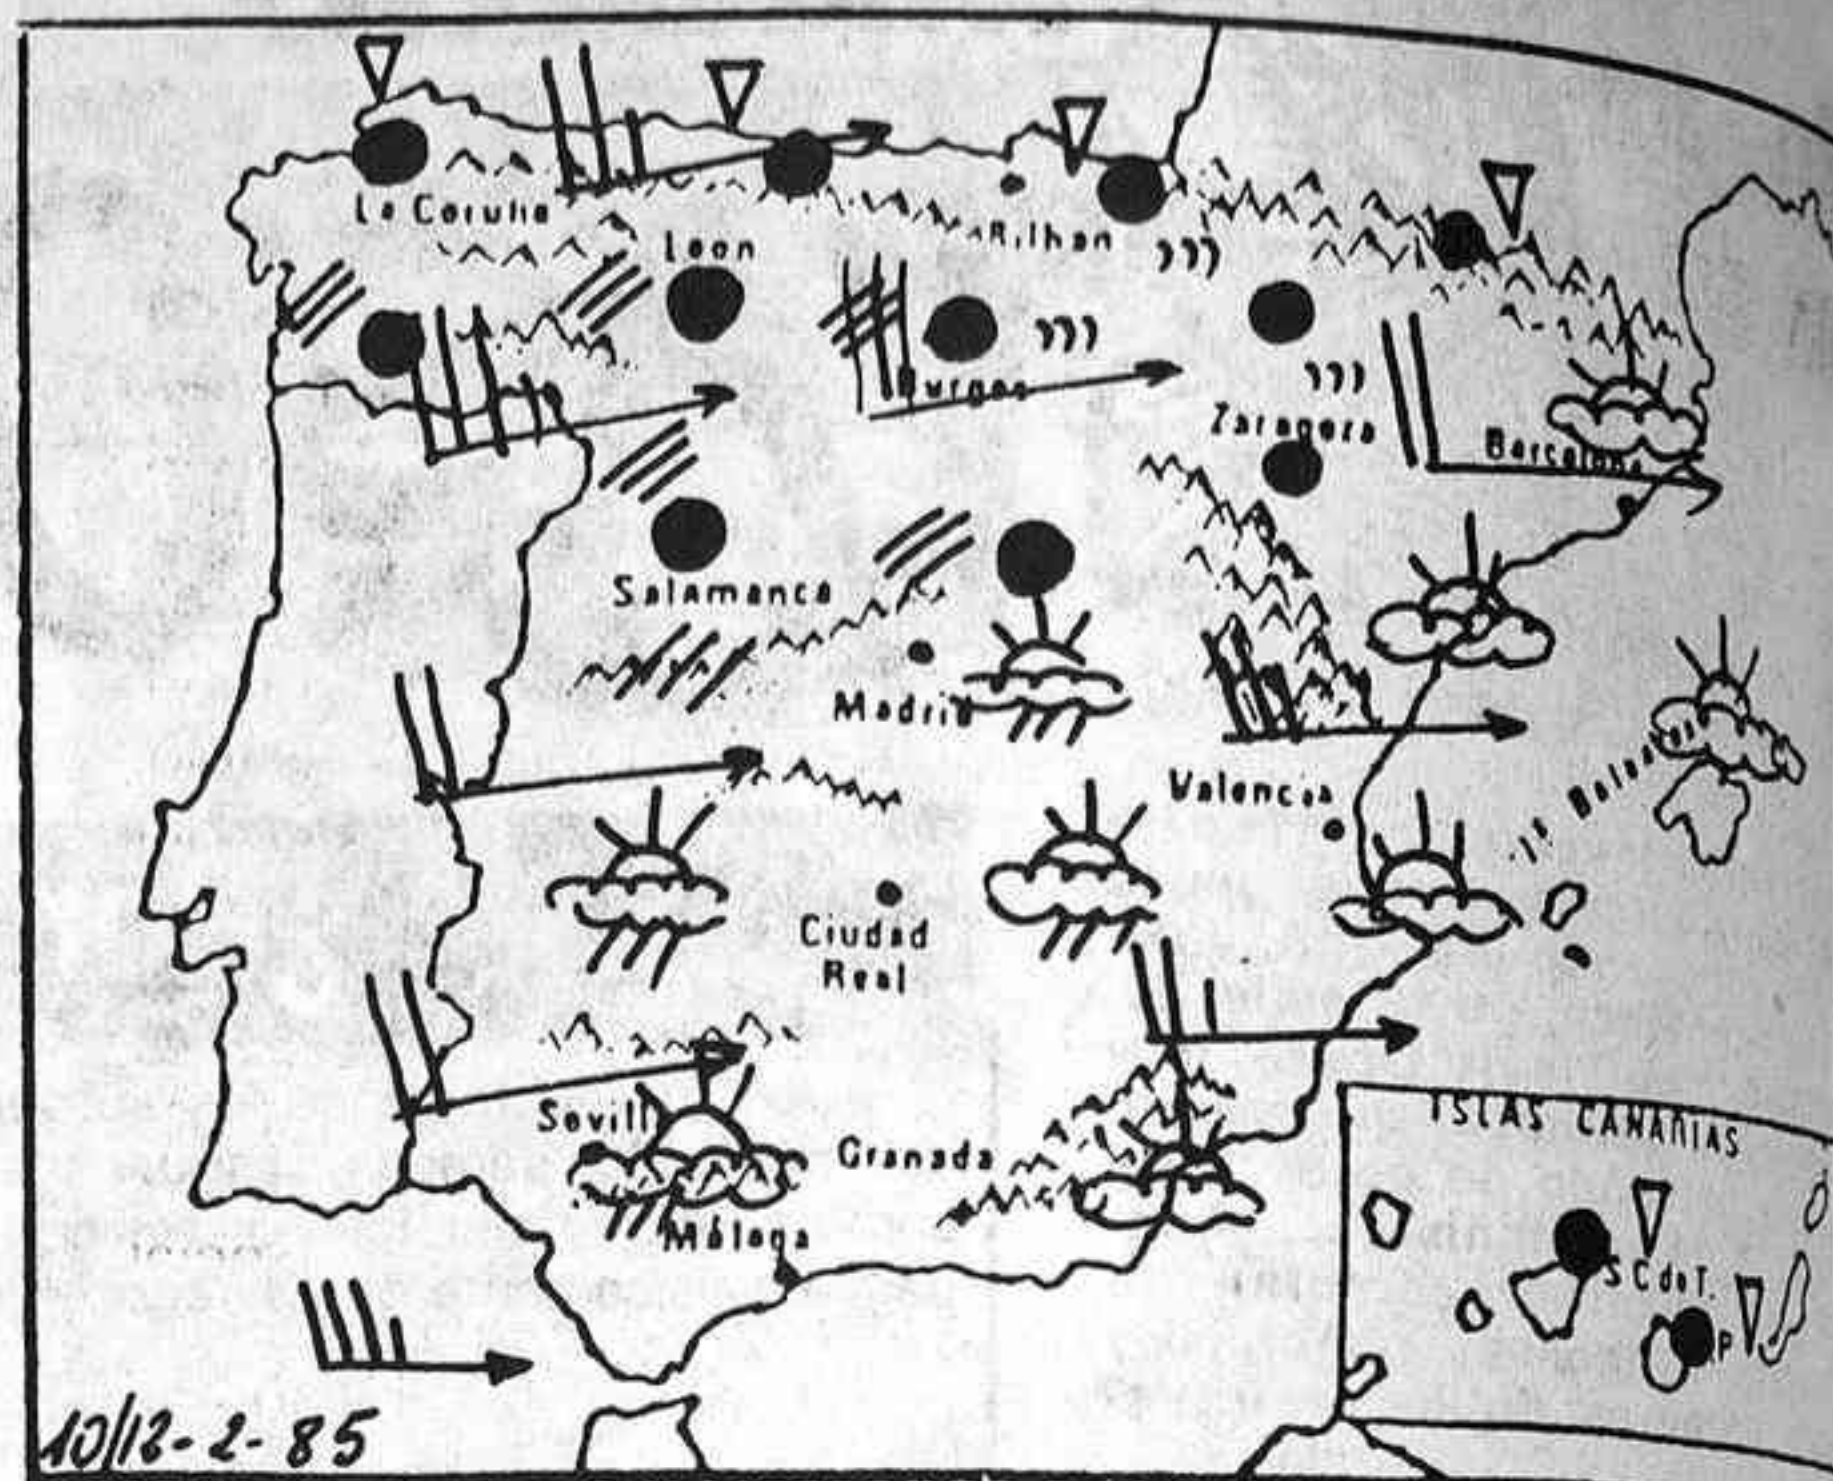 La Coruña
Leon
Bilbao
Burgos
Zaragoza
Barcelona
Salamanca
Madrid
Valencia
Is Baleares
Ciudad
Real
Sevill
Granada
Málaga
ISLAS CANARIAS
S C de T.
P
10/12-2-85